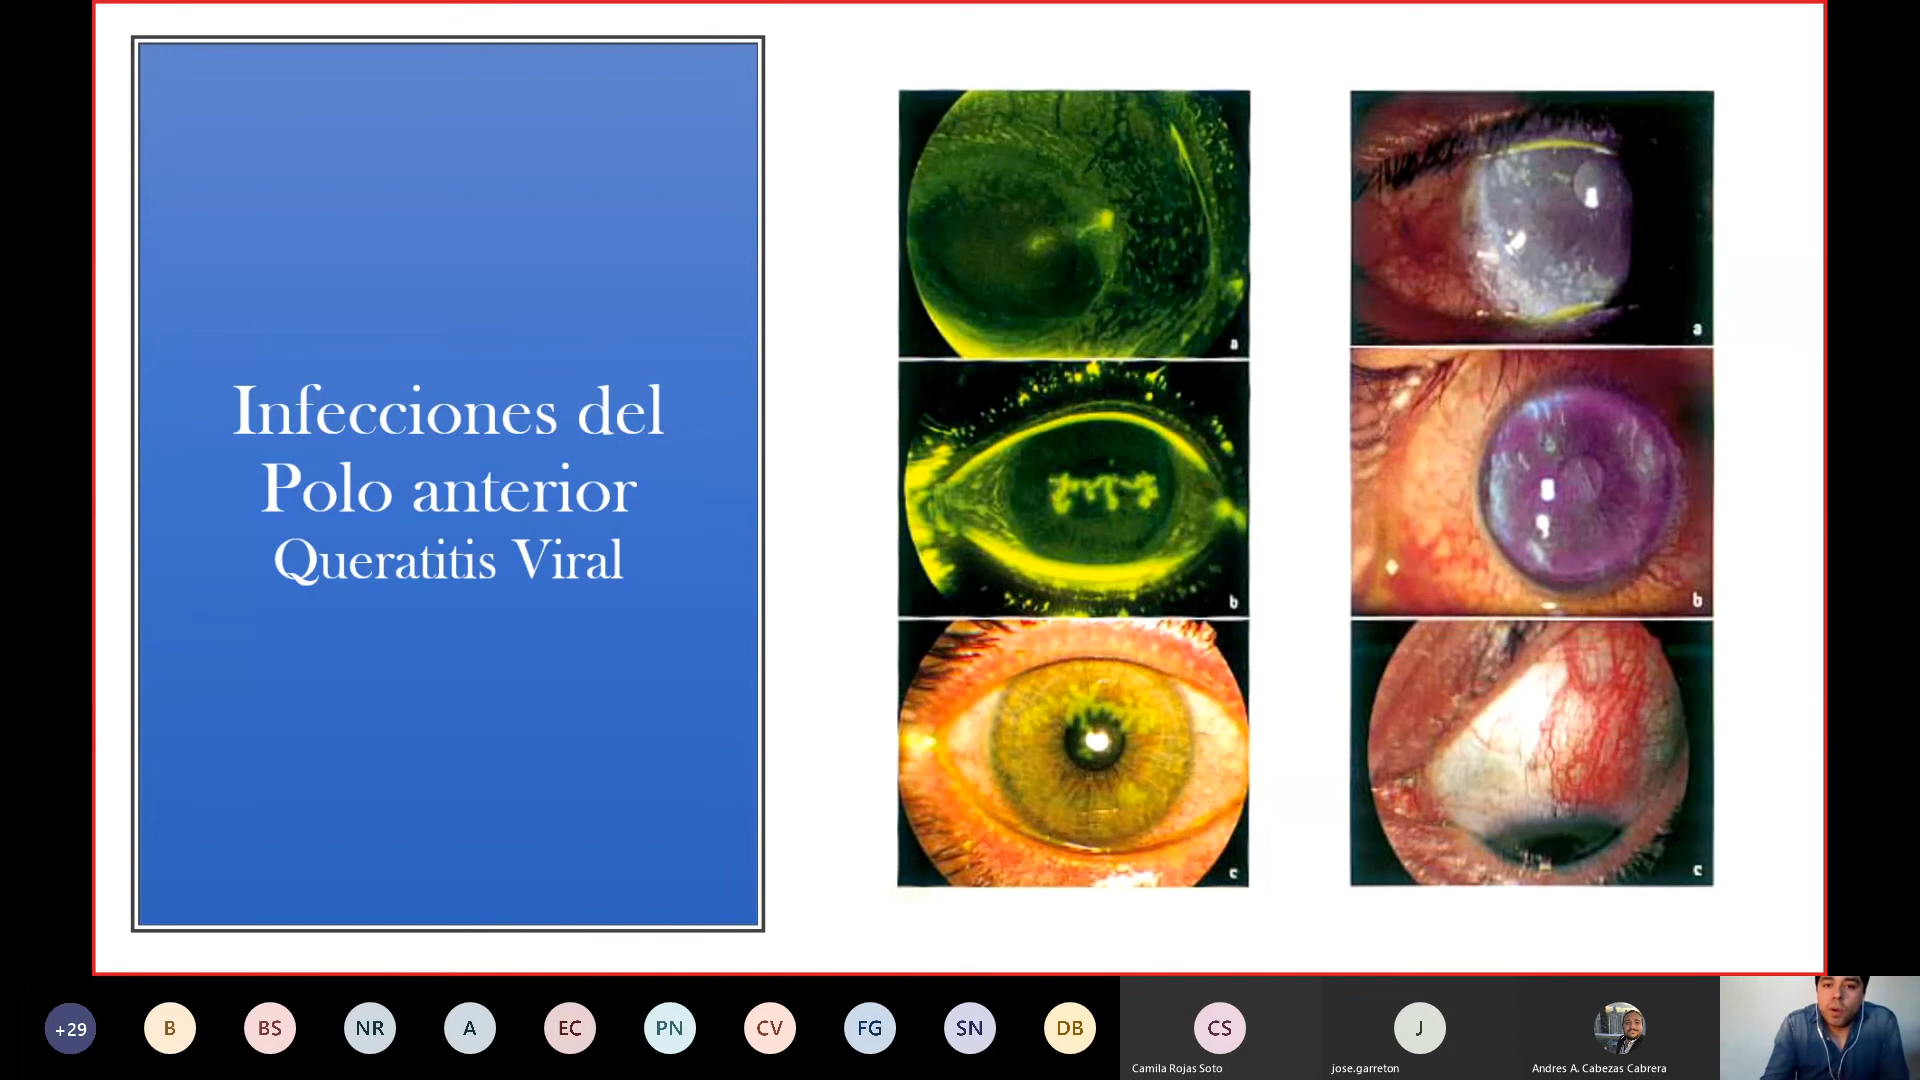 Infecciones del
Polo anterior
Queratitis Viral
a
b
c
a
b
c
+29
B
BS
NR
A
EC
PN
CV
FG
SN
DB
CS
J
Camila Rojas Soto
jose.garreton
Andres A. Cabezas Cabrera